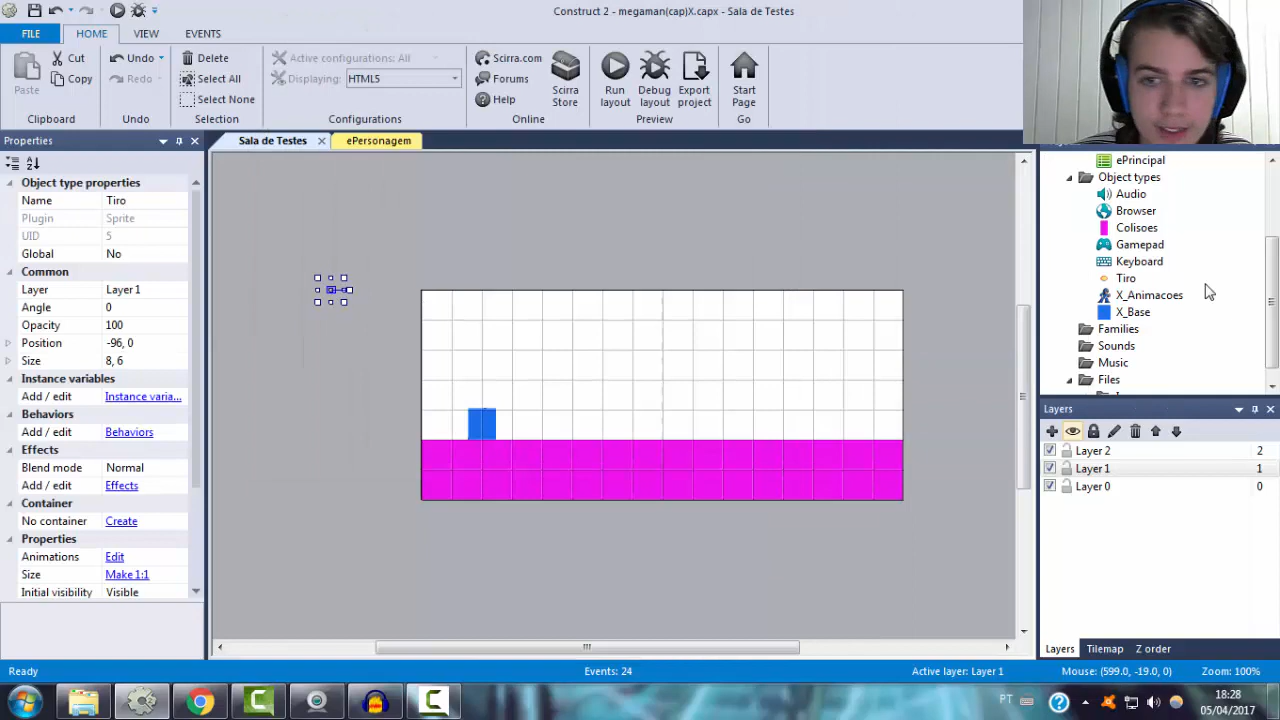 Construct 2 - megaman(cap)X.capx - Sala de Testes
FILE HOME VIEW EVENTS
Paste Cut Copy
Undo Redo
Delete Select All Select None
Active configurations: All
Displaying: HTML5
Scirra.com Forums Help
Scirra Store
Run layout Debug layout Export project
Start Page
Clipboard Undo Selection Configurations Online Preview Go
Properties
Sala de Testes ePersonagem
Object type properties
Name Tiro
Plugin Sprite
UID 5
Global No
Common
Layer Layer 1
Angle 0
Opacity 100
Position -96, 0
Size 8, 6
Instance variables
Add / edit Instance varia...
Behaviors
Add / edit Behaviors
Effects
Blend mode Normal
Add / edit Effects
Container
No container Create
Properties
Animations Edit
Size Make 1:1
Initial visibility Visible
ePrincipal
Object types
Audio
Browser
Colisoes
Gamepad
Keyboard
Tiro
X_Animacoes
X_Base
Families
Sounds
Music
Files
Layers
Layer 2 2
Layer 1 1
Layer 0 0
Layers Tilemap Z order
Ready Events: 24 Active layer: Layer 1 Mouse: (599.0, -19.0, 0) Zoom: 100%
PT
18:28
05/04/2017